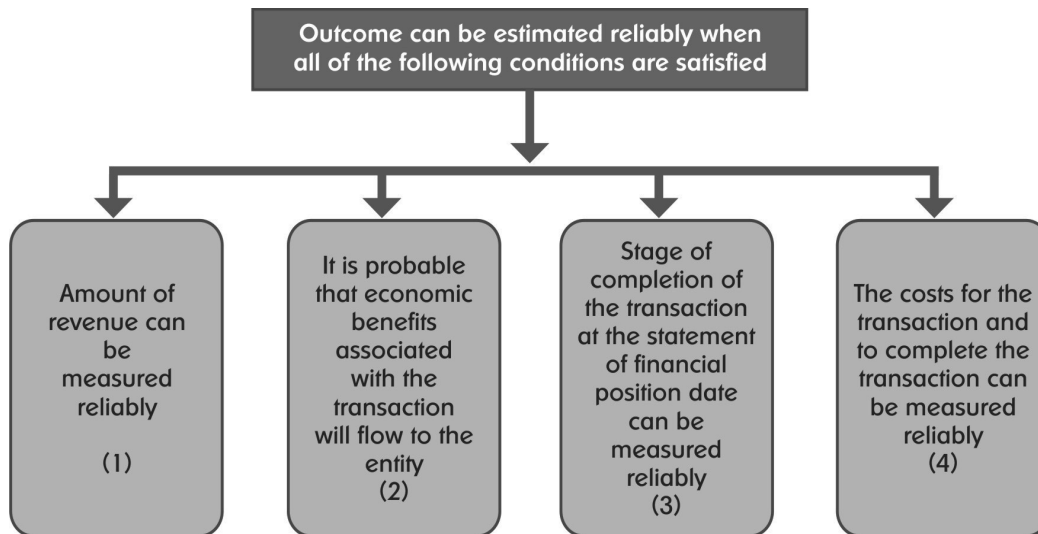 Outcome can be estimated reliably when
all of the following conditions are satisfied
Amount of
revenue can
be
measured
reliably
(1)
It is probable
that economic
benefits
associated
with the
transaction
will flow to the
entity
(2)
Stage of
completion of
the transaction
at the statement
of financial
position date
can be
measured
reliably
(3)
The costs for the
transaction and
to complete the
transaction can
be measured
reliably
(4)